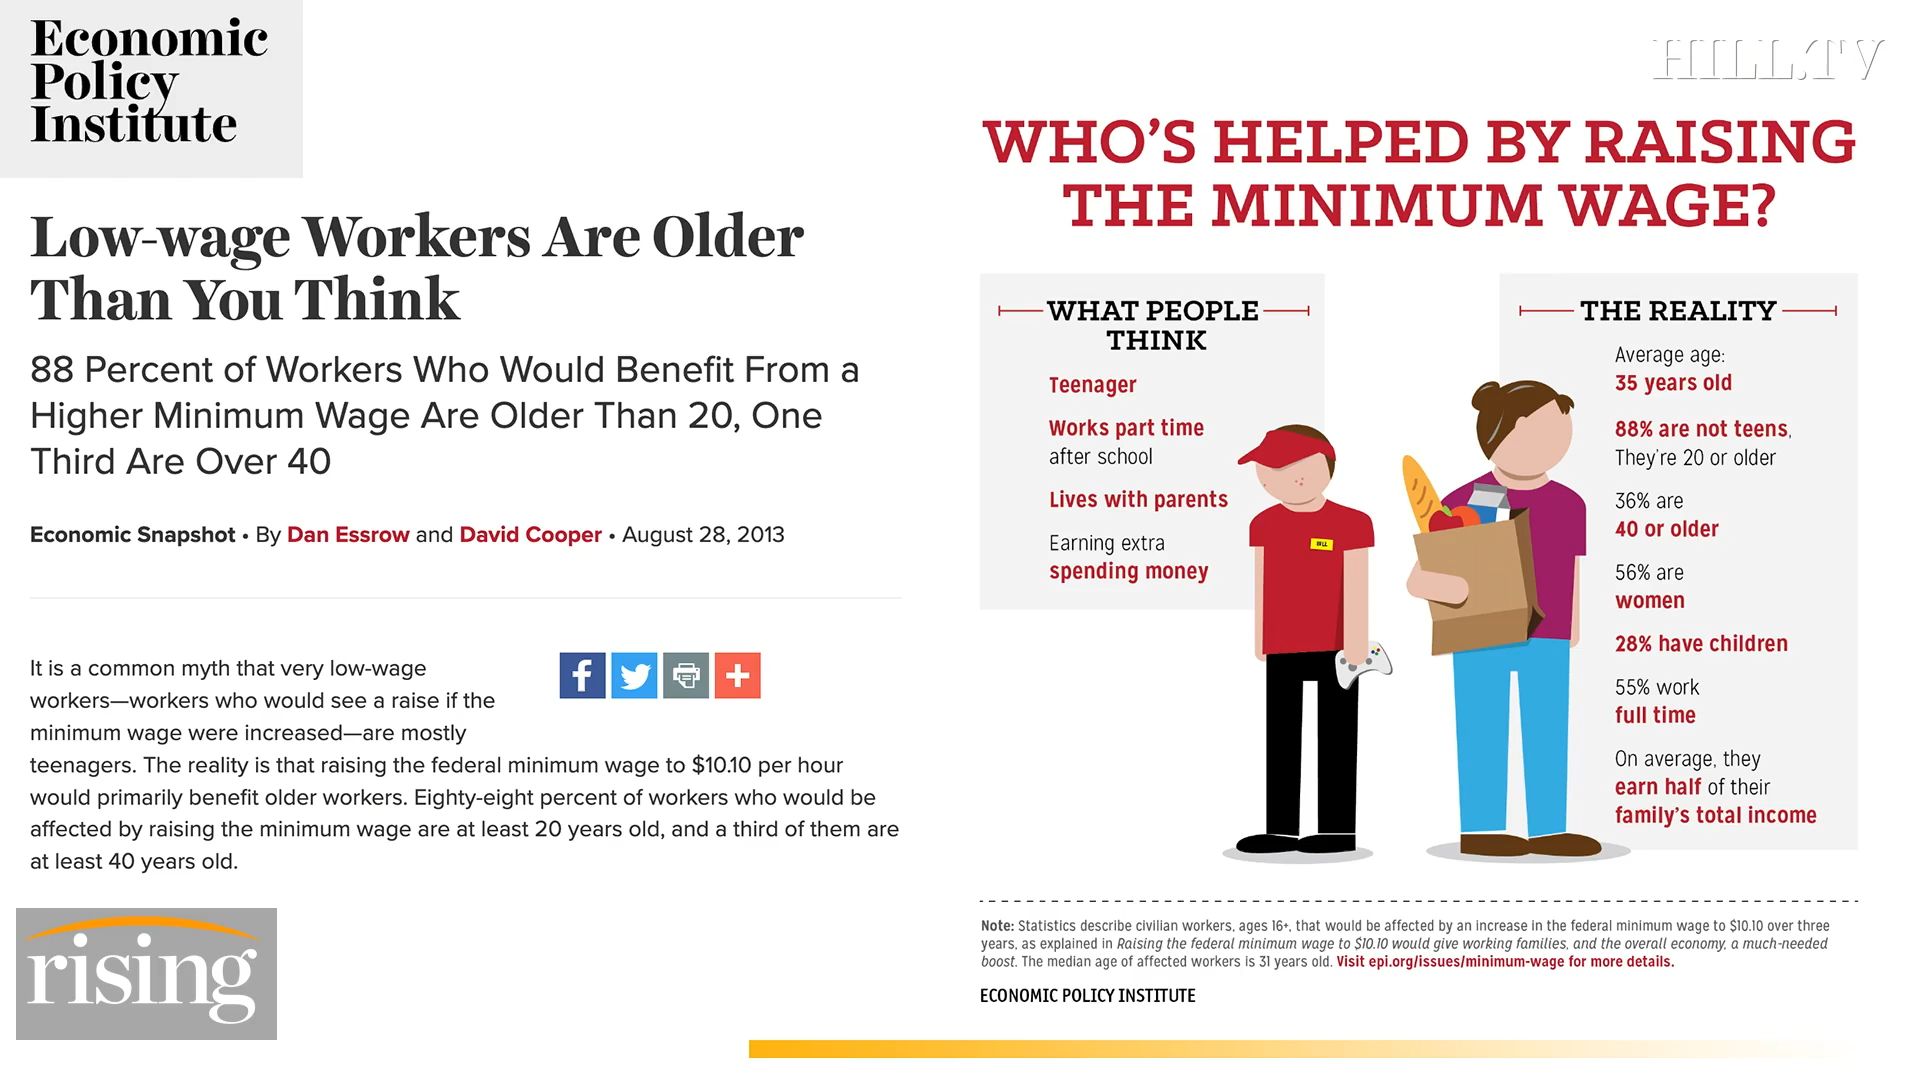 Economic
Policy
Institute
HILL.TV
Low-wage Workers Are Older
Than You Think
88 Percent of Workers Who Would Benefit From a
Higher Minimum Wage Are Older Than 20, One
Third Are Over 40
Economic Snapshot • By Dan Essrow and David Cooper • August 28, 2013
It is a common myth that very low-wage
workers—workers who would see a raise if the
minimum wage were increased—are mostly
teenagers. The reality is that raising the federal minimum wage to $10.10 per hour
would primarily benefit older workers. Eighty-eight percent of workers who would be
affected by raising the minimum wage are at least 20 years old, and a third of them are
at least 40 years old.
rising
WHO'S HELPED BY RAISING
THE MINIMUM WAGE?
WHAT PEOPLE
THINK
Teenager
Works part time
after school
Lives with parents
Earning extra
spending money
BILL
THE REALITY
Average age:
35 years old
88% are not teens.
They're 20 or older
36% are
40 or older
56% are
women
28% have children
55% work
full time
On average, they
earn half of their
family's total income
Note: Statistics describe civilian workers, ages 16+, that would be affected by an increase in the federal minimum wage to $10.10 over three
years, as explained in Raising the federal minimum wage to $10.10 would give working families, and the overall economy, a much-needed
boost. The median age of affected workers is 31 years old. Visit epi.org/issues/minimum-wage for more details.
ECONOMIC POLICY INSTITUTE